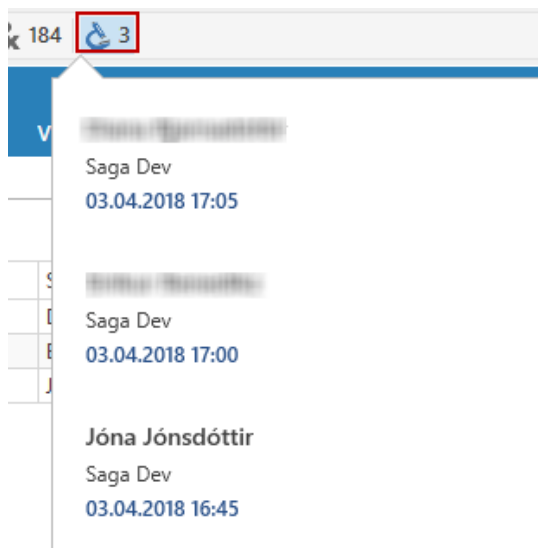 184 3
V
Saga Dev
03.04.2018 17:05
S
Saga Dev
D
03.04.2018 17:00
E
J
Jóna Jónsdóttir
Saga Dev
03.04.2018 16:45